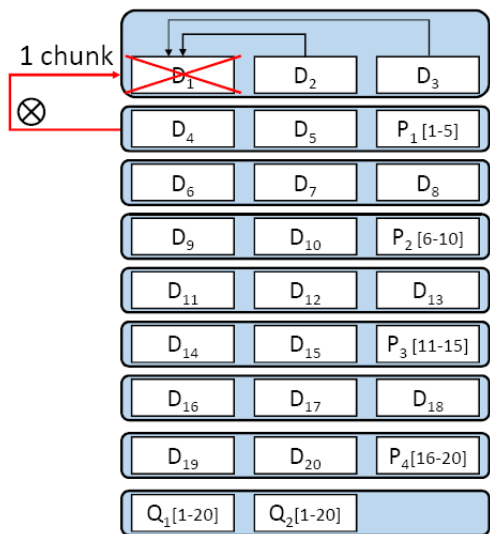 1 chunk
D₁ D₂ D₃
⊗
D₄ D₅ P₁ [1-5]
D₆ D₇ D₈
D₉ D₁₀ P₂ [6-10]
D₁₁ D₁₂ D₁₃
D₁₄ D₁₅ P₃ [11-15]
D₁₆ D₁₇ D₁₈
D₁₉ D₂₀ P₄[16-20]
Q₁[1-20] Q₂[1-20]